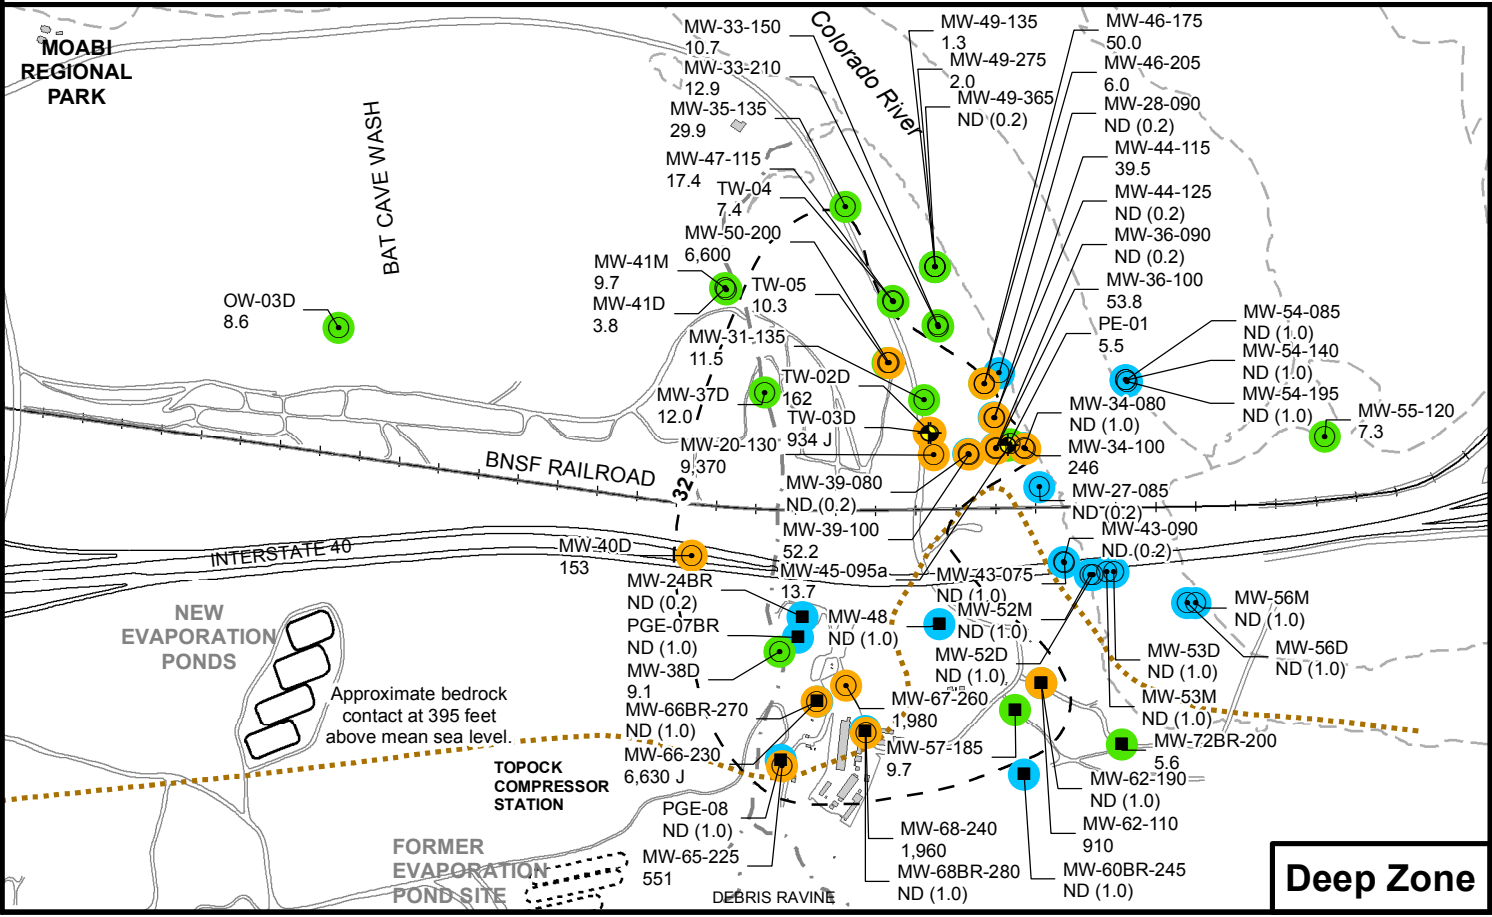 MOABI
REGIONAL
PARK
BAT CAVE WASH
Colorado River
MW-33-150
10.7
MW-33-210
12.9
MW-35-135
29.9
MW-47-115
17.4
TW-04
7.4
MW-50-200
6,600
MW-41M
9.7
MW-41D
3.8
TW-05
10.3
OW-03D
8.6
MW-31-135
11.5
MW-37D
12.0
TW-02D
162
TW-03D
934 J
MW-20-130
9,370
MW-39-080
ND (0.2)
MW-39-100
52.2
MW-45-095a
13.7
MW-49-135
1.3
MW-49-275
2.0
MW-49-365
ND (0.2)
MW-46-175
50.0
MW-46-205
6.0
MW-28-090
ND (0.2)
MW-44-115
39.5
MW-44-125
ND (0.2)
MW-36-090
ND (0.2)
MW-36-100
53.8
PE-01
5.5
MW-54-085
ND (1.0)
MW-54-140
ND (1.0)
MW-54-195
ND (1.0)
MW-55-120
7.3
MW-34-080
ND (1.0)
MW-34-100
246
MW-27-085
ND (0.2)
MW-43-090
ND (0.2)
MW-43-075
ND (1.0)
BNSF RAILROAD
32
INTERSTATE 40
MW-40D
153
MW-24BR
ND (0.2)
PGE-07BR
ND (1.0)
MW-38D
9.1
MW-66BR-270
ND (1.0)
MW-66-230
6,630 J
PGE-08
ND (1.0)
MW-65-225
551
MW-48
ND (1.0)
MW-52M
ND (1.0)
MW-52D
ND (1.0)
MW-56M
ND (1.0)
MW-56D
ND (1.0)
MW-53D
ND (1.0)
MW-53M
ND (1.0)
MW-67-260
1,980
MW-57-185
9.7
MW-72BR-200
5.6
MW-62-190
ND (1.0)
MW-62-110
910
MW-68-240
1,960
MW-68BR-280
ND (1.0)
MW-60BR-245
ND (1.0)
NEW
EVAPORATION
PONDS
Approximate bedrock
contact at 395 feet
above mean sea level.
TOPOCK
COMPRESSOR
STATION
FORMER
EVAPORATION
POND SITE
DEBRIS RAVINE
Deep Zone